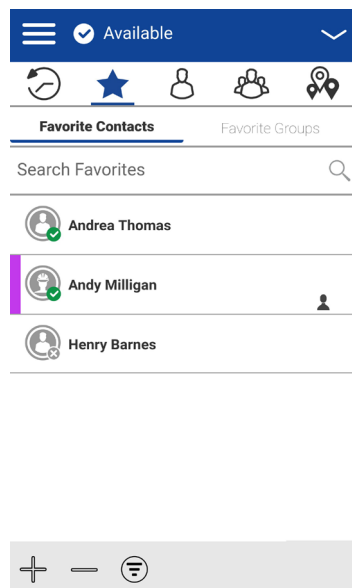 Available
Favorite Contacts
Favorite Groups
Search Favorites
Andrea Thomas
Andy Milligan
Henry Barnes